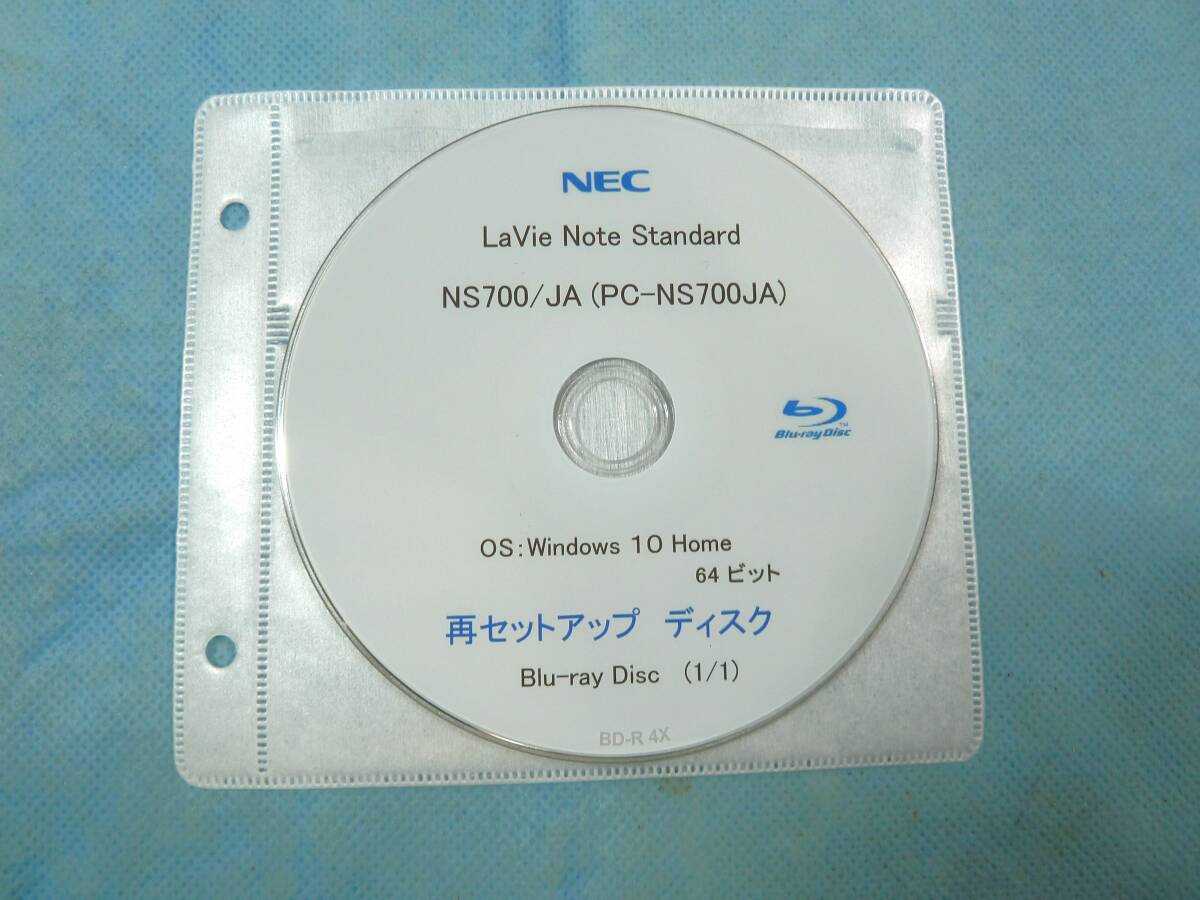 NEC
LaVie Note Standard
NS700/JA (PC-NS700JA)
Blu-ray Disc
TM
OS:Windows 10 Home
64 ビット
再セットアップ ディスク
Blu-ray Disc (1/1)
BD-R 4X